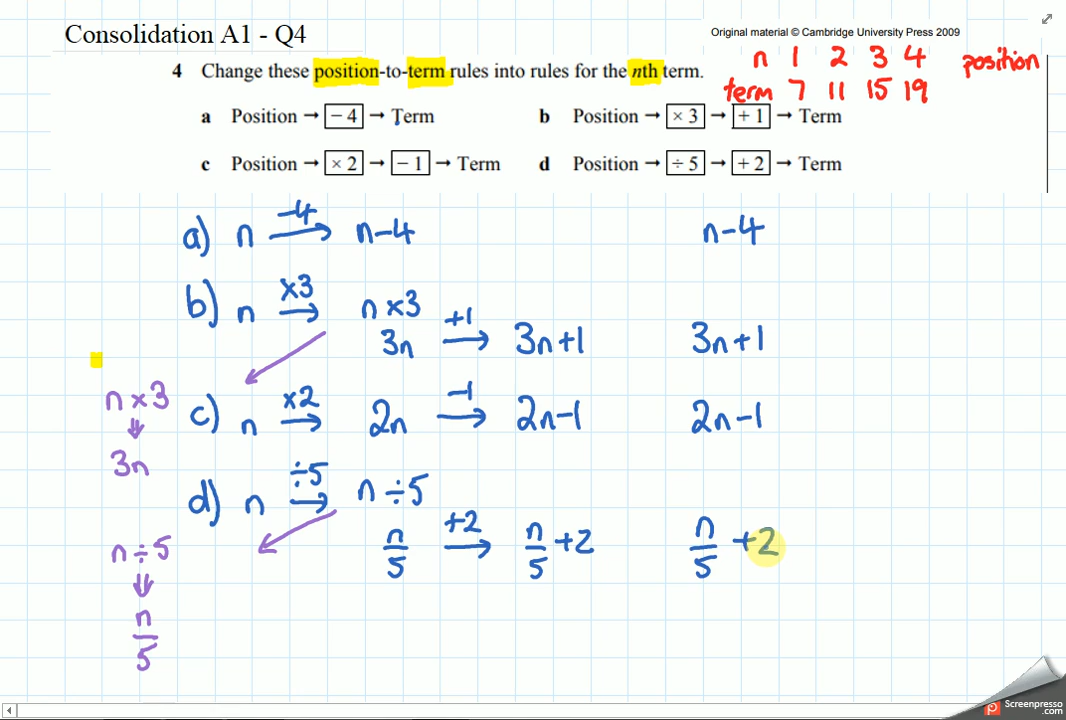 Consolidation A1 - Q4
Original material © Cambridge University Press 2009
4 Change these position-to-term rules into rules for the nth term.
n 1 2 3 4 position
term 7 11 15 19
a Position → - 4 → Term
b Position → × 3 → + 1 → Term
c Position → × 2 → - 1 → Term
d Position → ÷ 5 → + 2 → Term
a) n -4→ n-4 n-4
b) n ×3→ n×3
3n +1→ 3n+1 3n+1
n×3
⇓
3n
c) n ×2→ 2n -1→ 2n-1 2n-1
d) n ÷5→ n÷5
n/5 +2→ n/5 +2 n/5 +2
n÷5
⇓
n/5
Screenpresso
.com